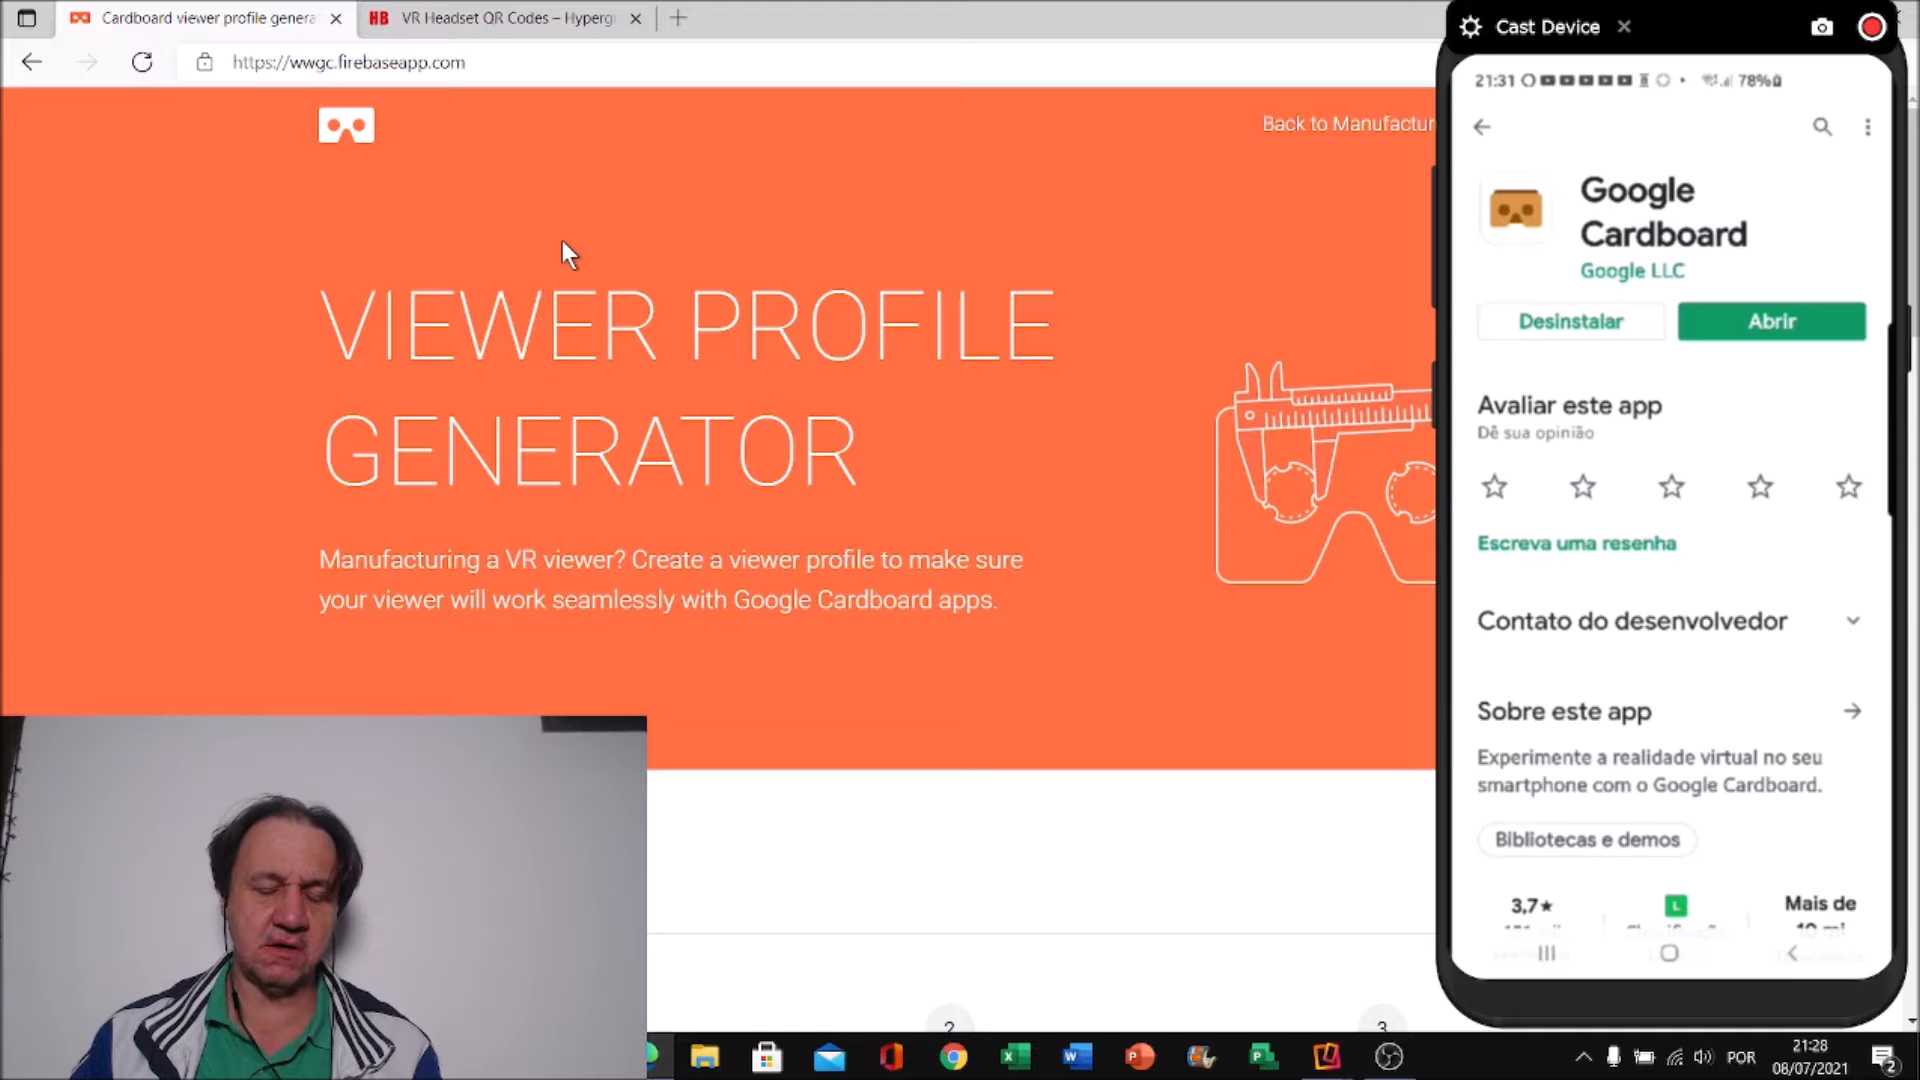 Cardboard viewer profile genera
HB VR Headset QR Codes – Hyperg
https://wwgc.firebaseapp.com
Back to Manufactur
VIEWER PROFILE
GENERATOR
Manufacturing a VR viewer? Create a viewer profile to make sure
your viewer will work seamlessly with Google Cardboard apps.
2
3
Cast Device
21:31
78%
Google
Cardboard
Google LLC
Desinstalar
Abrir
Avaliar este app
Dê sua opinião
Escreva uma resenha
Contato do desenvolvedor
Sobre este app
Experimente a realidade virtual no seu
smartphone com o Google Cardboard.
Bibliotecas e demos
3,7★
L
Mais de
POR
21:28
08/07/2021
2